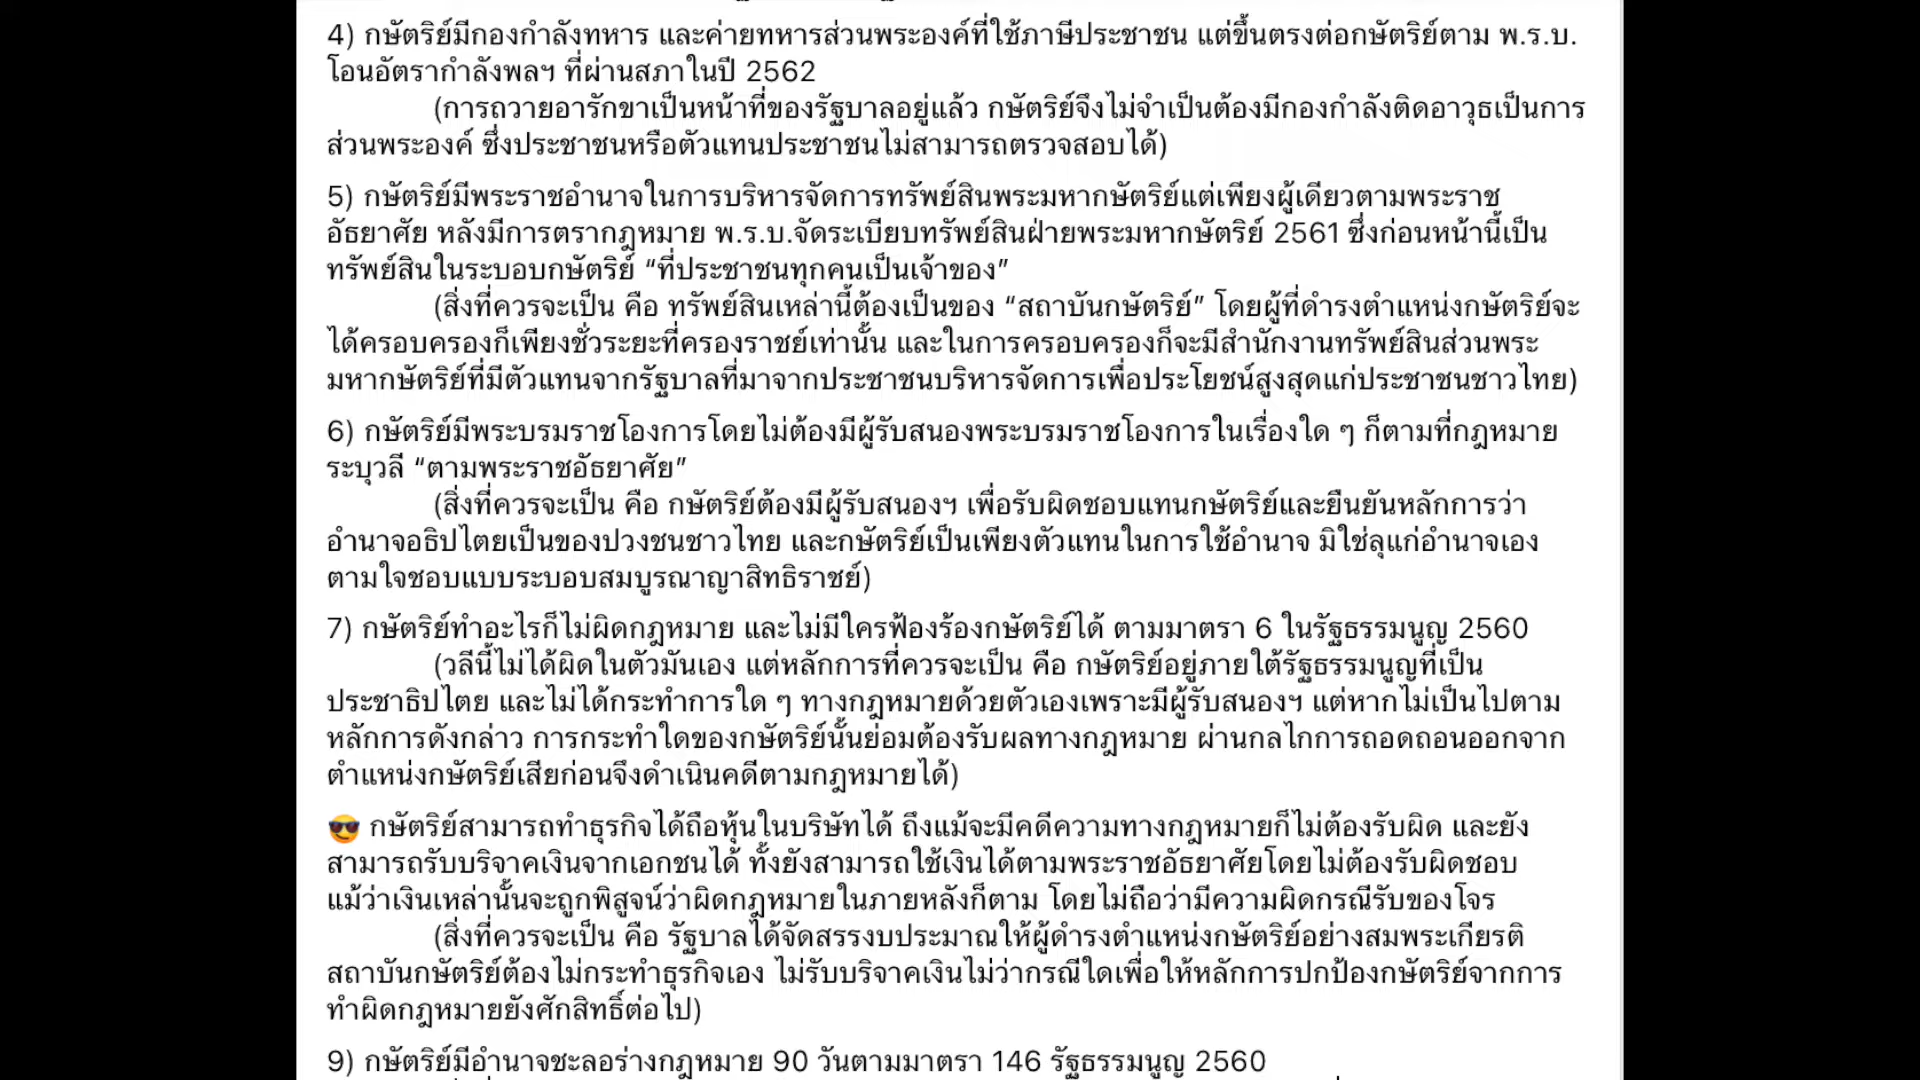 4) กษัตริย์มีกองกำลังทหาร และค่ายทหารส่วนพระองค์ที่ใช้ภาษีประชาชน แต่ขึ้นตรงต่อกษัตริย์ตาม พ.ร.บ.
โอนอัตรากำลังพลฯ ที่ผ่านสภาในปี 2562
(การถวายอารักขาเป็นหน้าที่ของรัฐบาลอยู่แล้ว กษัตริย์จึงไม่จำเป็นต้องมีกองกำลังติดอาวุธเป็นการ
ส่วนพระองค์ ซึ่งประชาชนหรือตัวแทนประชาชนไม่สามารถตรวจสอบได้)
5) กษัตริย์มีพระราชอำนาจในการบริหารจัดการทรัพย์สินพระมหากษัตริย์แต่เพียงผู้เดียวตามพระราช
อัธยาศัย หลังมีการตรากฎหมาย พ.ร.บ.จัดระเบียบทรัพย์สินฝ่ายพระมหากษัตริย์ 2561 ซึ่งก่อนหน้านี้เป็น
ทรัพย์สินในระบอบกษัตริย์ “ที่ประชาชนทุกคนเป็นเจ้าของ”
(สิ่งที่ควรจะเป็น คือ ทรัพย์สินเหล่านี้ต้องเป็นของ “สถาบันกษัตริย์” โดยผู้ที่ดำรงตำแหน่งกษัตริย์จะ
ได้ครอบครองก็เพียงชั่วระยะที่ครองราชย์เท่านั้น และในการครอบครองก็จะมีสำนักงานทรัพย์สินส่วนพระ
มหากษัตริย์ที่มีตัวแทนจากรัฐบาลที่มาจากประชาชนบริหารจัดการเพื่อประโยชน์สูงสุดแก่ประชาชนชาวไทย)
6) กษัตริย์มีพระบรมราชโองการโดยไม่ต้องมีผู้รับสนองพระบรมราชโองการในเรื่องใด ๆ ก็ตามที่กฎหมาย
ระบุวลี “ตามพระราชอัธยาศัย”
(สิ่งที่ควรจะเป็น คือ กษัตริย์ต้องมีผู้รับสนองฯ เพื่อรับผิดชอบแทนกษัตริย์และยืนยันหลักการว่า
อำนาจอธิปไตยเป็นของปวงชนชาวไทย และกษัตริย์เป็นเพียงตัวแทนในการใช้อำนาจ มิใช่ลุแก่อำนาจเอง
ตามใจชอบแบบระบอบสมบูรณาญาสิทธิราชย์)
7) กษัตริย์ทำอะไรก็ไม่ผิดกฎหมาย และไม่มีใครฟ้องร้องกษัตริย์ได้ ตามมาตรา 6 ในรัฐธรรมนูญ 2560
(วลีนี้ไม่ได้ผิดในตัวมันเอง แต่หลักการที่ควรจะเป็น คือ กษัตริย์อยู่ภายใต้รัฐธรรมนูญที่เป็น
ประชาธิปไตย และไม่ได้กระทำการใด ๆ ทางกฎหมายด้วยตัวเองเพราะมีผู้รับสนองฯ แต่หากไม่เป็นไปตาม
หลักการดังกล่าว การกระทำใดของกษัตริย์นั้นย่อมต้องรับผลทางกฎหมาย ผ่านกลไกการถอดถอนออกจาก
ตำแหน่งกษัตริย์เสียก่อนจึงดำเนินคดีตามกฎหมายได้)
😎 กษัตริย์สามารถทำธุรกิจได้ถือหุ้นในบริษัทได้ ถึงแม้จะมีคดีความทางกฎหมายก็ไม่ต้องรับผิด และยัง
สามารถรับบริจาคเงินจากเอกชนได้ ทั้งยังสามารถใช้เงินได้ตามพระราชอัธยาศัยโดยไม่ต้องรับผิดชอบ
แม้ว่าเงินเหล่านั้นจะถูกพิสูจน์ว่าผิดกฎหมายในภายหลังก็ตาม โดยไม่ถือว่ามีความผิดกรณีรับของโจร
(สิ่งที่ควรจะเป็น คือ รัฐบาลได้จัดสรรงบประมาณให้ผู้ดำรงตำแหน่งกษัตริย์อย่างสมพระเกียรติ
สถาบันกษัตริย์ต้องไม่กระทำธุรกิจเอง ไม่รับบริจาคเงินไม่ว่ากรณีใดเพื่อให้หลักการปกป้องกษัตริย์จากการ
ทำผิดกฎหมายยังศักสิทธิ์ต่อไป)
9) กษัตริย์มีอำนาจชะลอร่างกฎหมาย 90 วันตามมาตรา 146 รัฐธรรมนูญ 2560